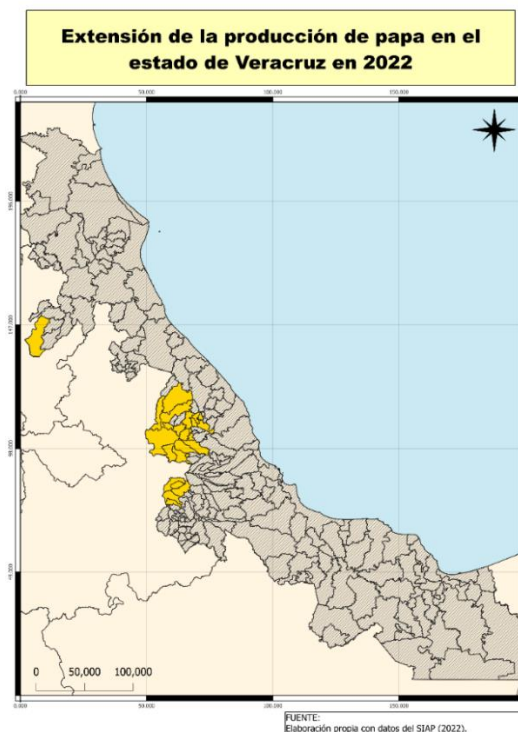 Extensión de la producción de papa en el
estado de Veracruz en 2022
0.000 50.000 100.000 150.000
147.000
0 50,000 100,000
0.000 50.000 100.000 150.000
FUENTE:
Elaboración propia con datos del SIAP (2022).